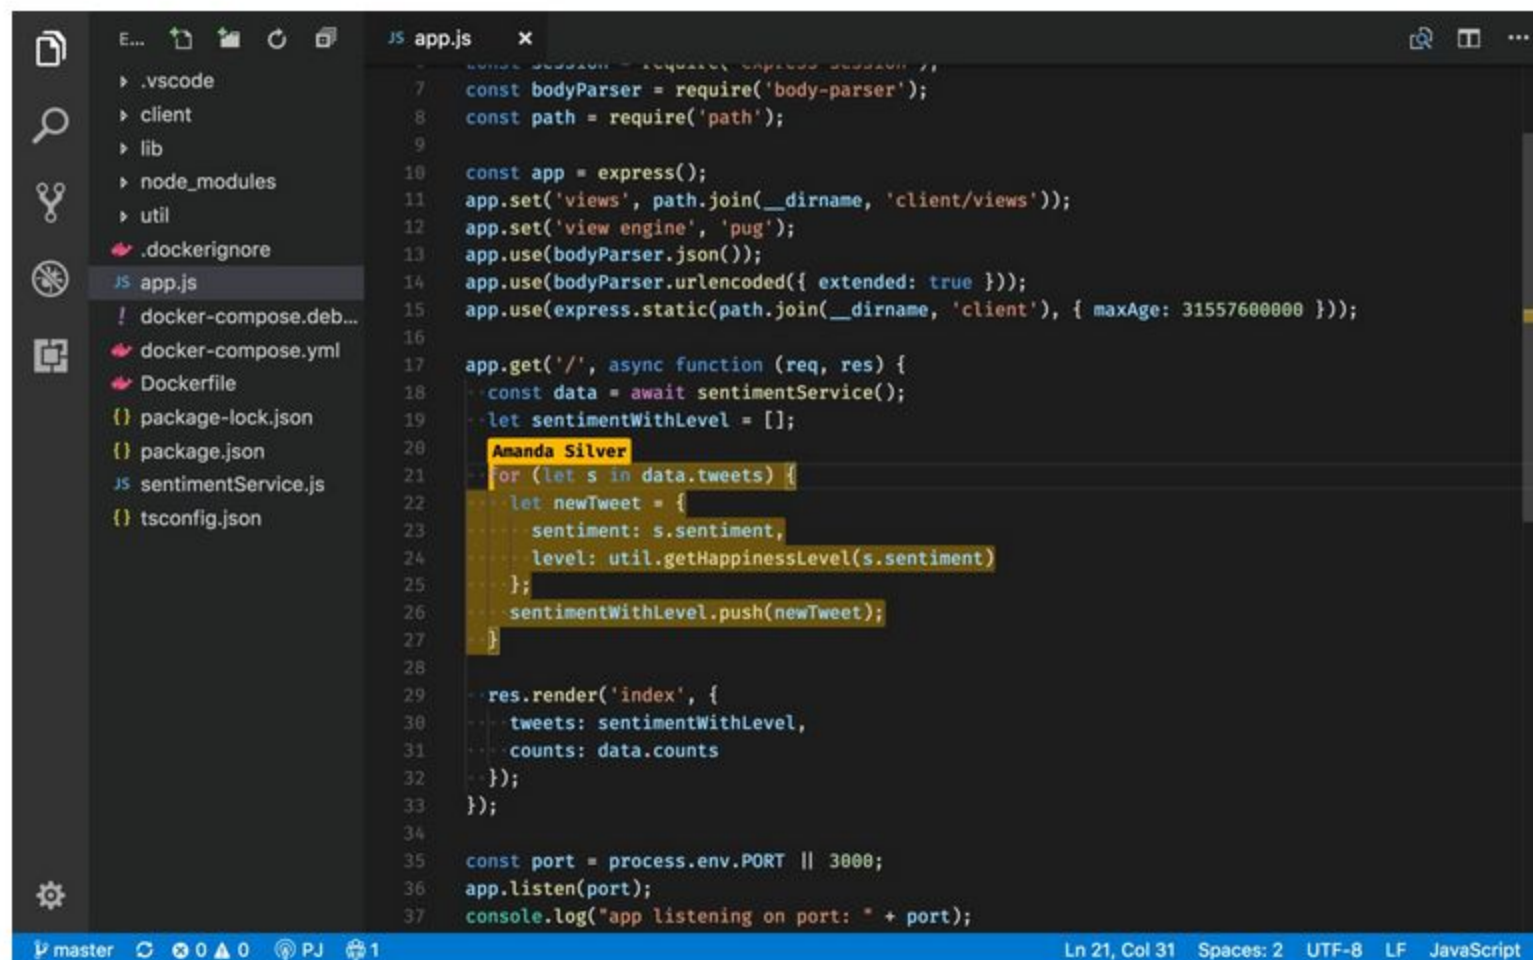 E...
JS app.js ×
.vscode
client
lib
node_modules
util
.dockerignore
JS app.js
! docker-compose.deb...
docker-compose.yml
Dockerfile
{} package-lock.json
{} package.json
JS sentimentService.js
{} tsconfig.json
6 const session = require('express-session');
7 const bodyParser = require('body-parser');
8 const path = require('path');
9
10 const app = express();
11 app.set('views', path.join(__dirname, 'client/views'));
12 app.set('view engine', 'pug');
13 app.use(bodyParser.json());
14 app.use(bodyParser.urlencoded({ extended: true }));
15 app.use(express.static(path.join(__dirname, 'client'), { maxAge: 31557600000 }));
16
17 app.get('/', async function (req, res) {
18 const data = await sentimentService();
19 let sentimentWithLevel = [];
20 Amanda Silver
21 for (let s in data.tweets) {
22 let newTweet = {
23 sentiment: s.sentiment,
24 level: util.getHappinessLevel(s.sentiment)
25 };
26 sentimentWithLevel.push(newTweet);
27 }
28
29 res.render('index', {
30 tweets: sentimentWithLevel,
31 counts: data.counts
32 });
33 });
34
35 const port = process.env.PORT || 3000;
36 app.listen(port);
37 console.log("app listening on port: " + port);
master 0 0 PJ 1 Ln 21, Col 31 Spaces: 2 UTF-8 LF JavaScript